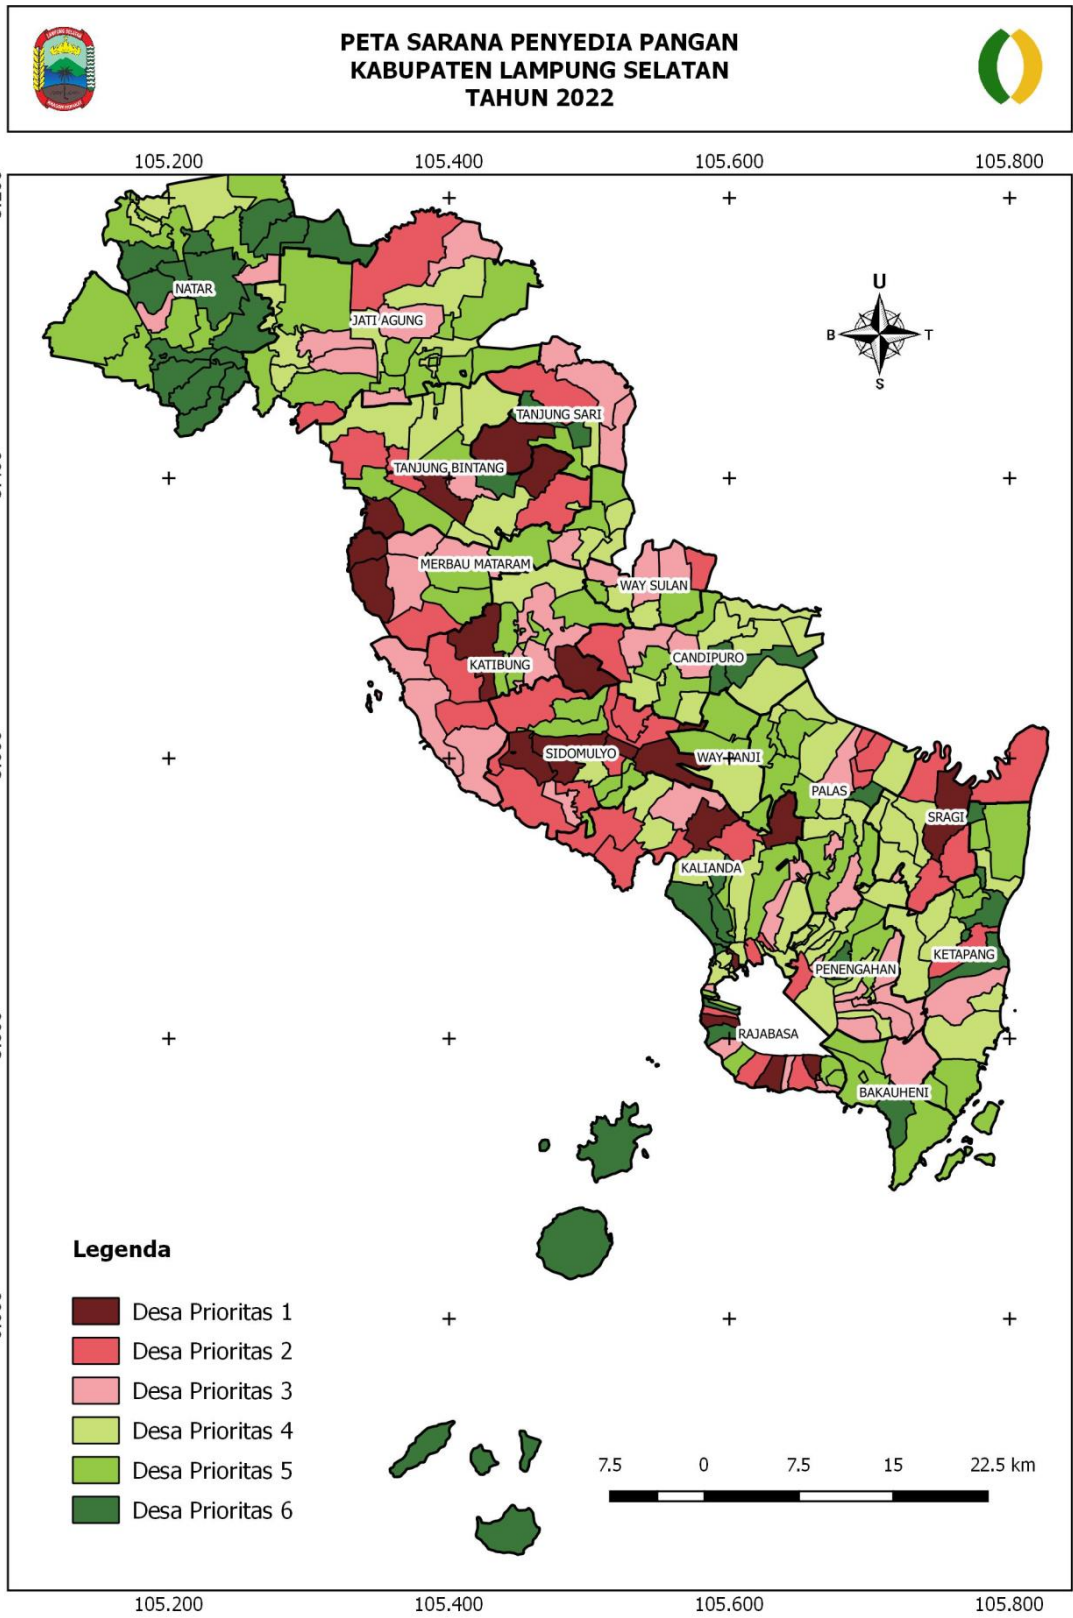 PETA SARANA PENYEDIA PANGAN
KABUPATEN LAMPUNG SELATAN
TAHUN 2022
LAMPUNG SELATAN
105.200 105.400 105.600 105.800
U
B T
S
NATAR
JATI AGUNG
TANJUNG SARI
TANJUNG BINTANG
MERBAU MATARAM
WAY SULAN
CANDIPURO
KATIBUNG
SIDOMULYO
WAY PANJI
PALAS
SRAGI
KALIANDA
KETAPANG
PENENGAHAN
RAJABASA
BAKAUHENI
Legenda
Desa Prioritas 1
Desa Prioritas 2
Desa Prioritas 3
Desa Prioritas 4
Desa Prioritas 5
Desa Prioritas 6
7.5 0 7.5 15 22.5 km
105.200 105.400 105.600 105.800